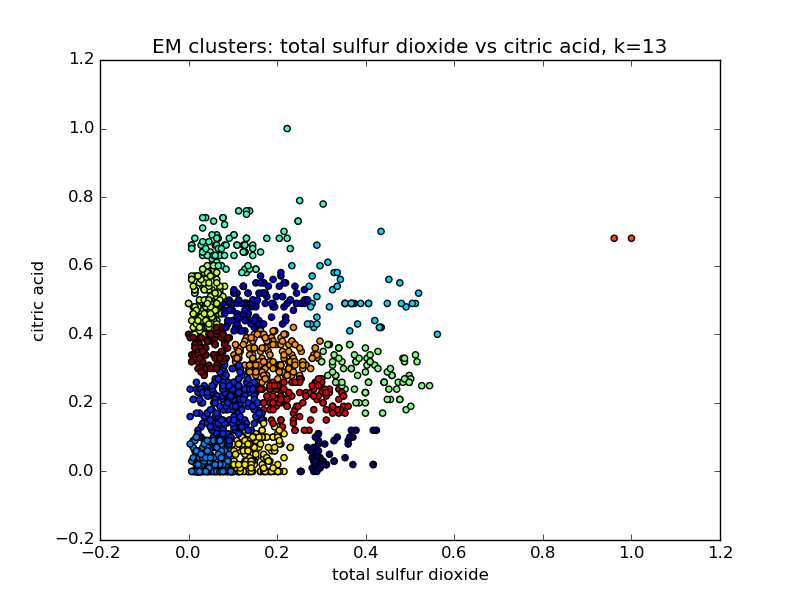 EM clusters: total sulfur dioxide vs citric acid, k=13
1.2
1.0
0.8
0.6
0.4
0.2
0.0
−0.2
citric acid
−0.2 0.0 0.2 0.4 0.6 0.8 1.0 1.2
total sulfur dioxide